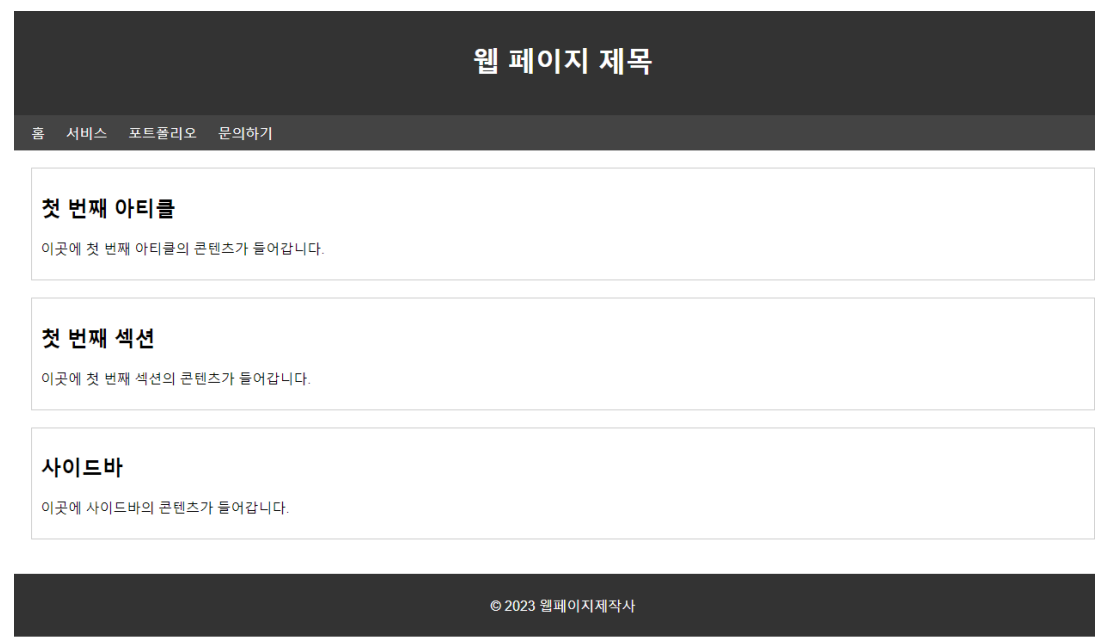 웹 페이지 제목
홈 서비스 포트폴리오 문의하기
첫 번째 아티클
이곳에 첫 번째 아티클의 콘텐츠가 들어갑니다.
첫 번째 섹션
이곳에 첫 번째 섹션의 콘텐츠가 들어갑니다.
사이드바
이곳에 사이드바의 콘텐츠가 들어갑니다.
© 2023 웹페이지제작사